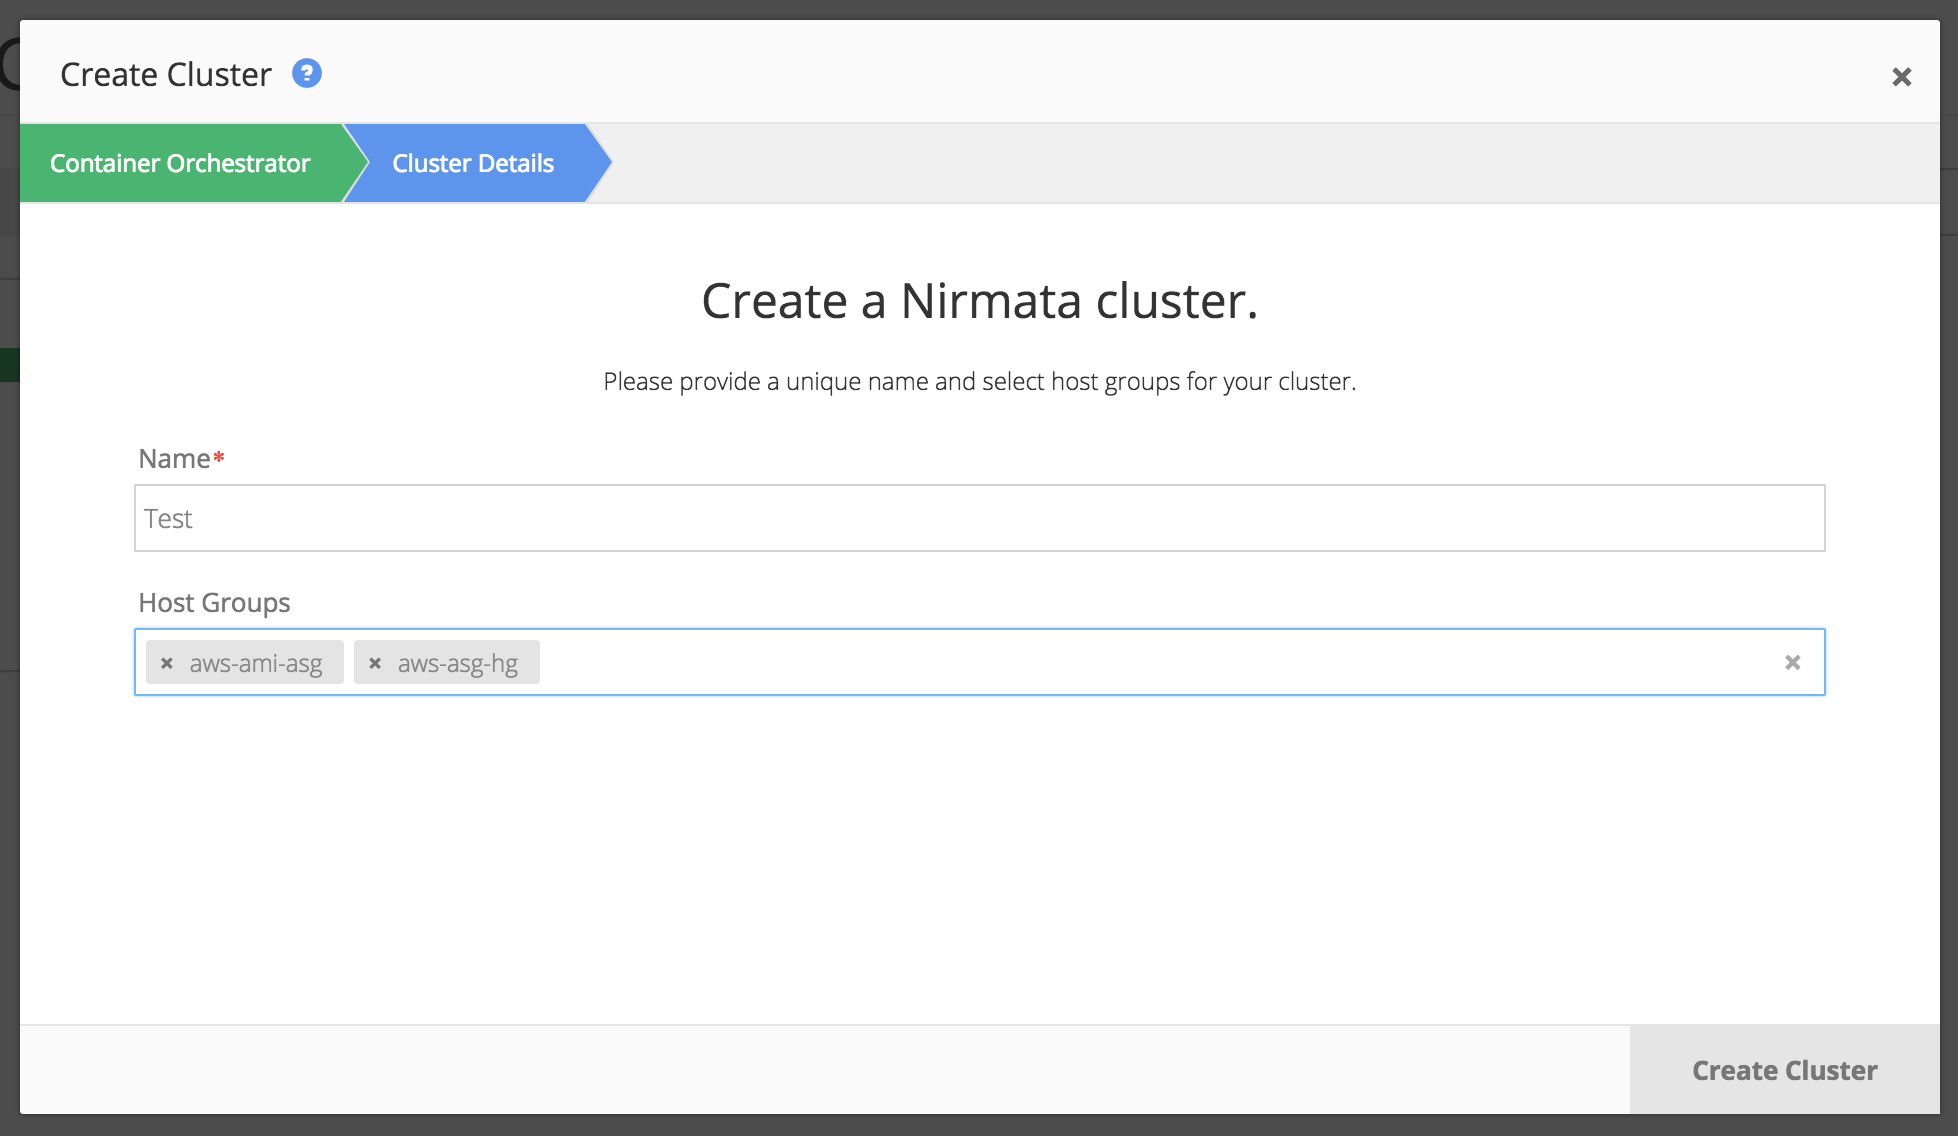 Create Cluster ?
Container Orchestrator
Cluster Details
Create a Nirmata cluster.
Please provide a unique name and select host groups for your cluster.
Name*
Test
Host Groups
× aws-ami-asg × aws-asg-hg ×
Create Cluster